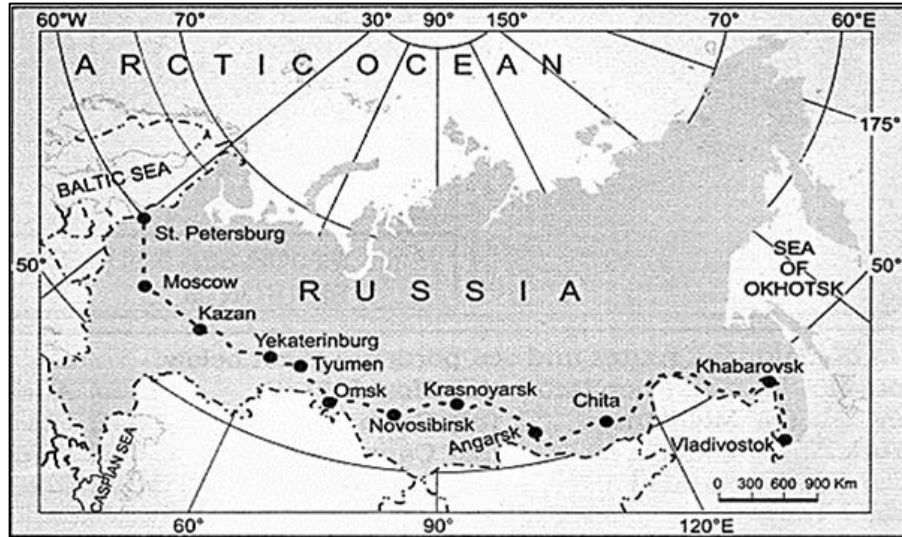 60°W 70° 30° 90° 150° 70° 60°E
ARCTIC OCEAN
175°
BALTIC SEA
St. Petersburg
50°
Moscow
RUSSIA
SEA
OF
OKHOTSK
50°
Kazan
Yekaterinburg
Tyumen
Omsk
Krasnoyarsk
Novosibirsk
Angarsk
Chita
Khabarovsk
Vladivostok
CASPIAN SEA
0 300 600 900 Km
60° 90° 120°E